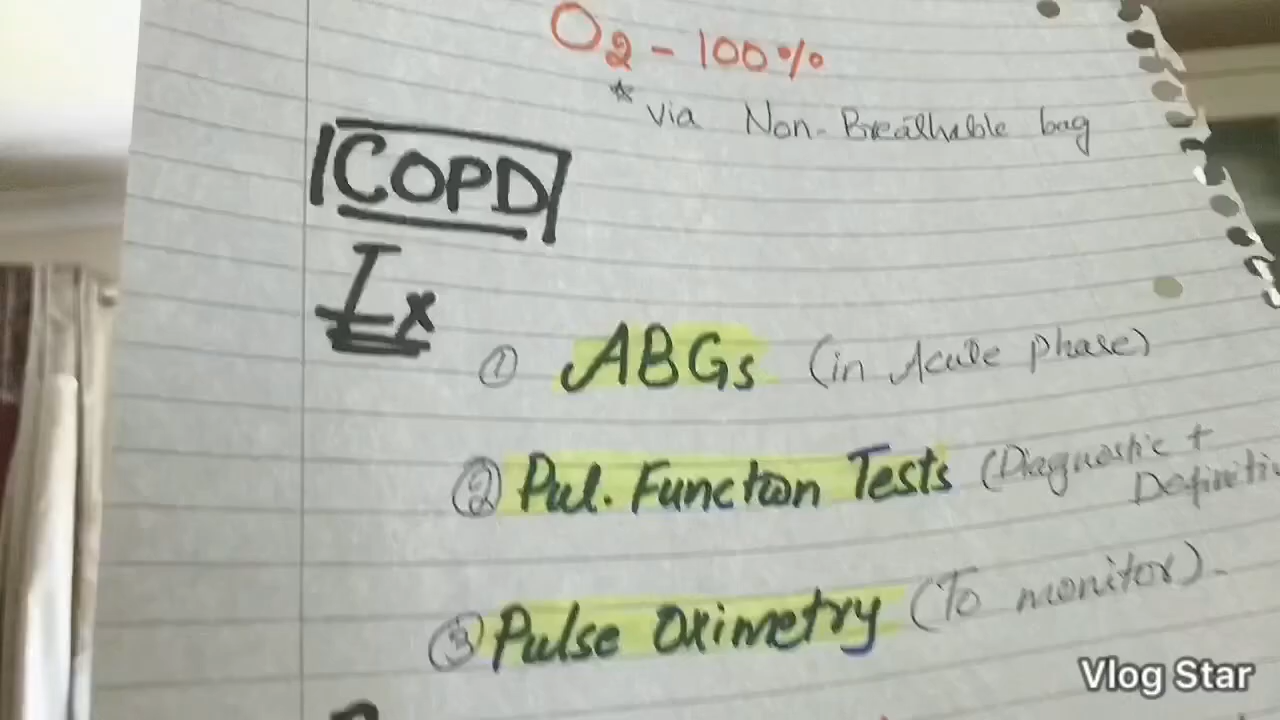 O2 - 100%
* via Non-Breathable bag
COPD
Ix
① ABGs (in Acute phase)
② Pul. Function Tests (Diagnostic +
③ Pulse Oximetry (To monitor).
Vlog Star